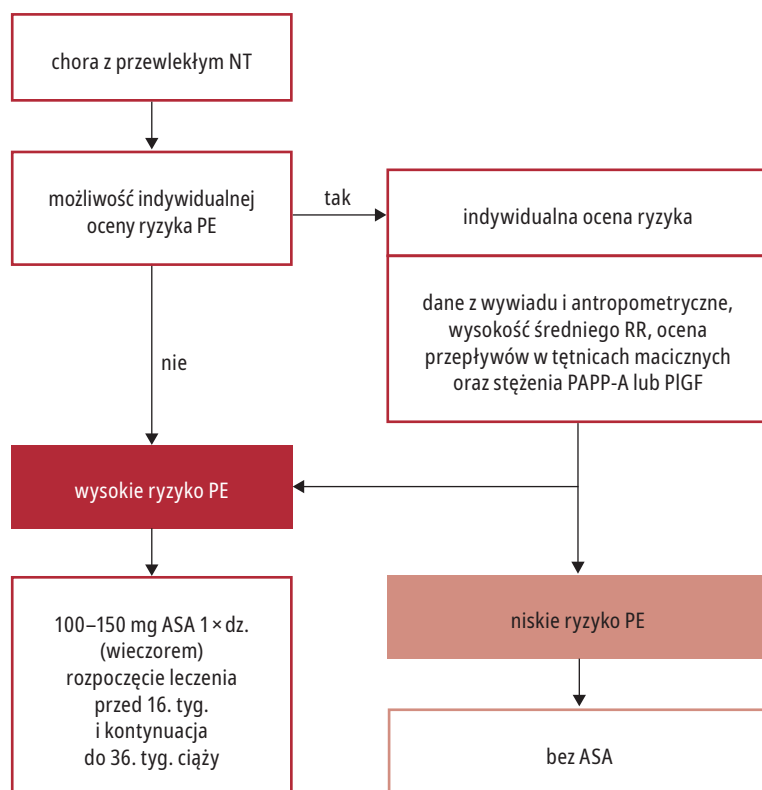 chora z przewlekłym NT
możliwość indywidualnej
oceny ryzyka PE
tak
indywidualna ocena ryzyka
dane z wywiadu i antropometryczne,
wysokość średniego RR, ocena
przepływów w tętnicach macicznych
oraz stężenia PAPP-A lub PlGF
nie
wysokie ryzyko PE
100–150 mg ASA 1 × dz.
(wieczorem)
rozpoczęcie leczenia
przed 16. tyg.
i kontynuacja
do 36. tyg. ciąży
niskie ryzyko PE
bez ASA